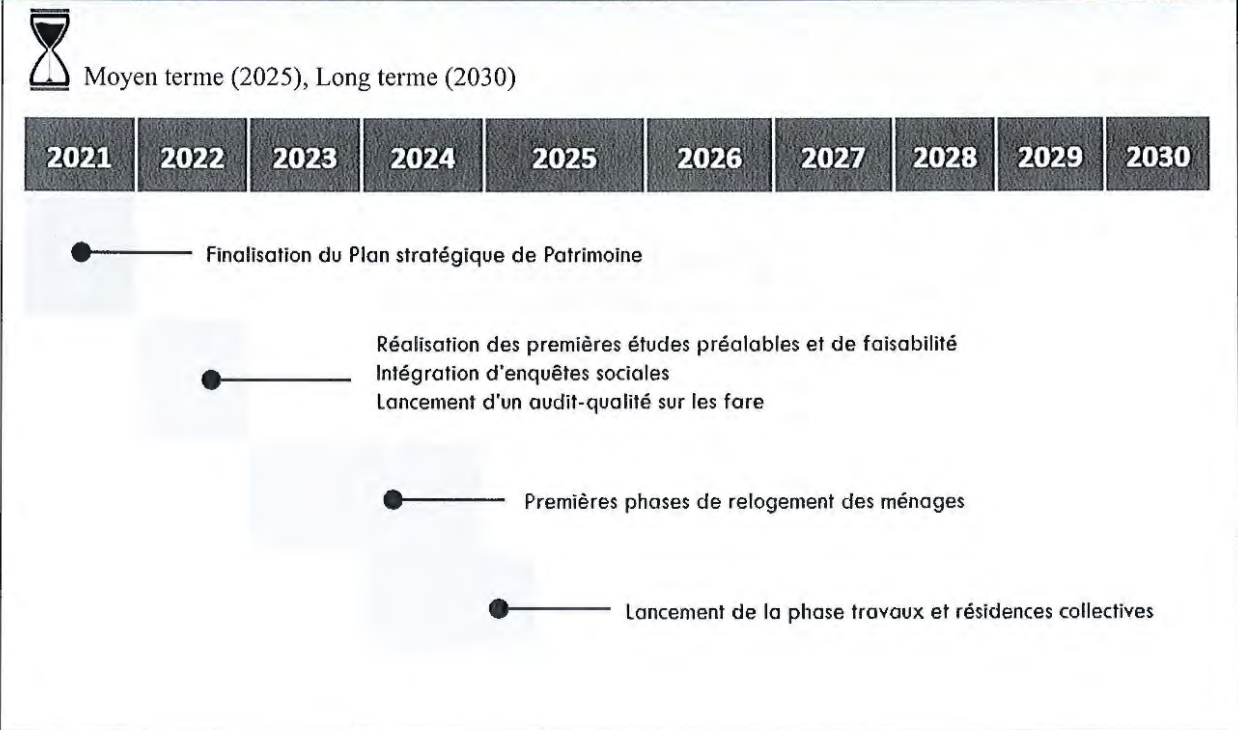 Moyen terme (2025), Long terme (2030)
2021 2022 2023 2024 2025 2026 2027 2028 2029 2030
Finalisation du Plan stratégique de Patrimoine
Réalisation des premières études préalables et de faisabilité
Intégration d'enquêtes sociales
Lancement d'un audit-qualité sur les fare
Premières phases de relogement des ménages
Lancement de la phase travaux et résidences collectives